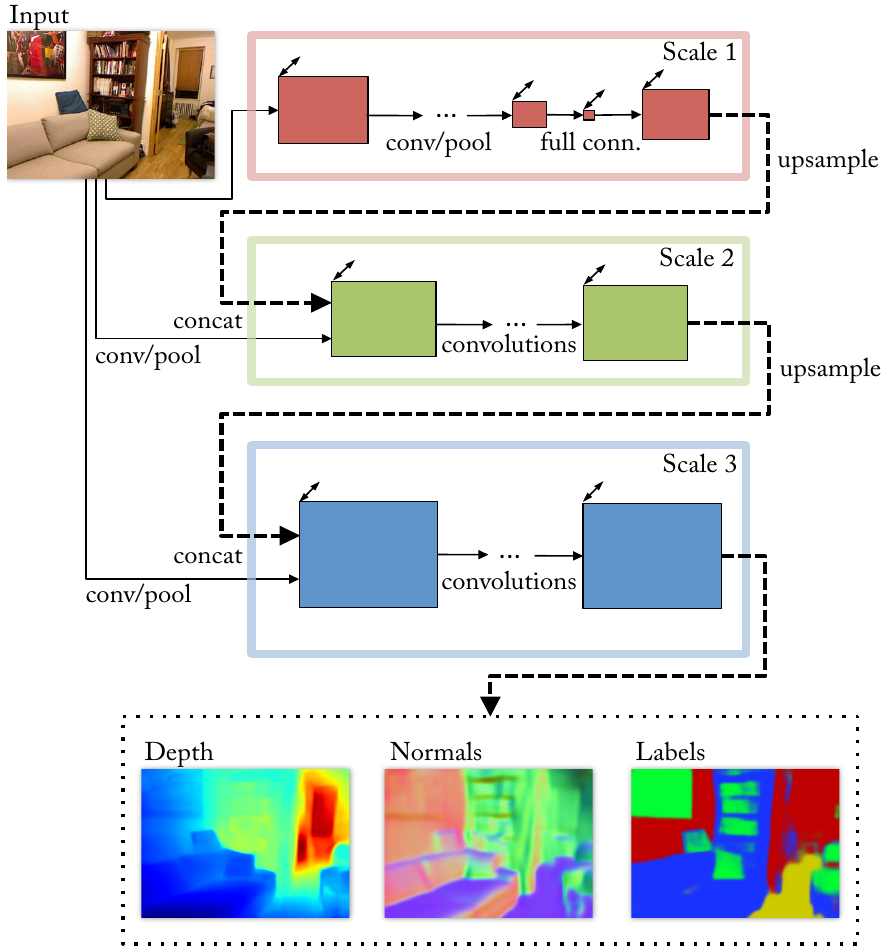 Input
Scale 1
...
conv/pool
full conn.
upsample
Scale 2
concat
...
conv/pool
convolutions
upsample
Scale 3
concat
...
conv/pool
convolutions
Depth
Normals
Labels